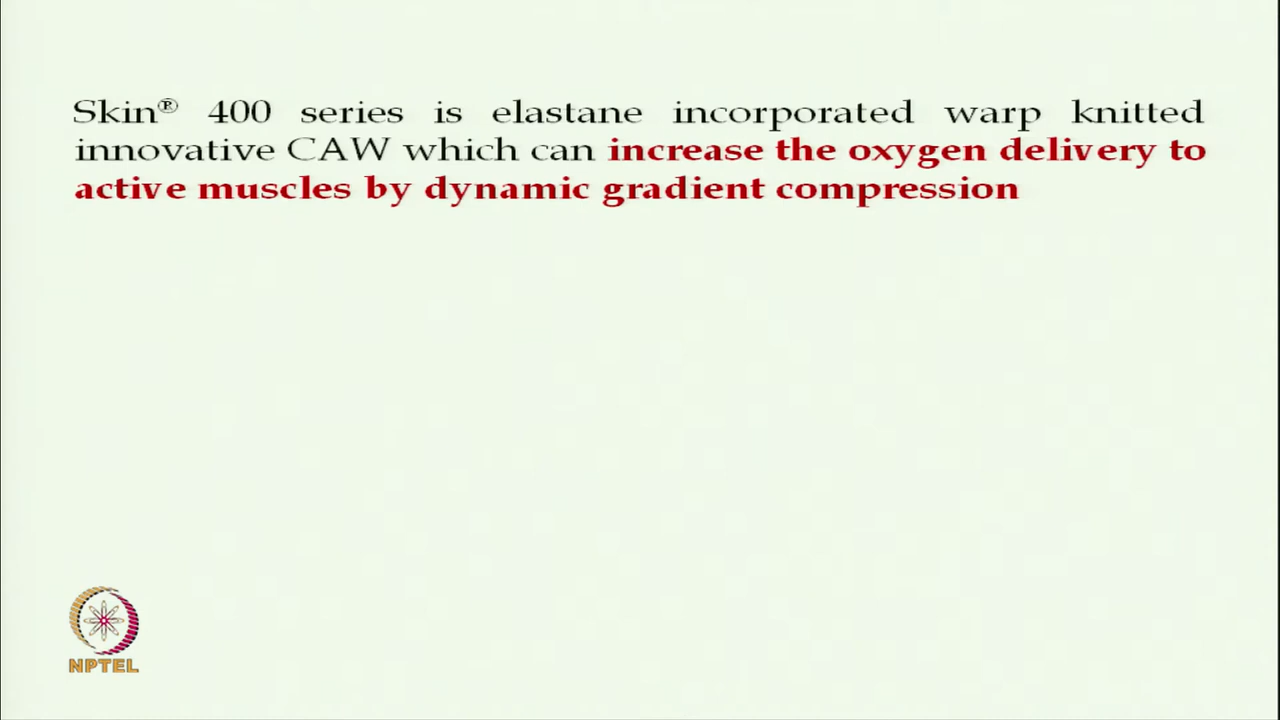 Skin® 400 series is elastane incorporated warp knitted
innovative CAW which can increase the oxygen delivery to
active muscles by dynamic gradient compression
NPTEL